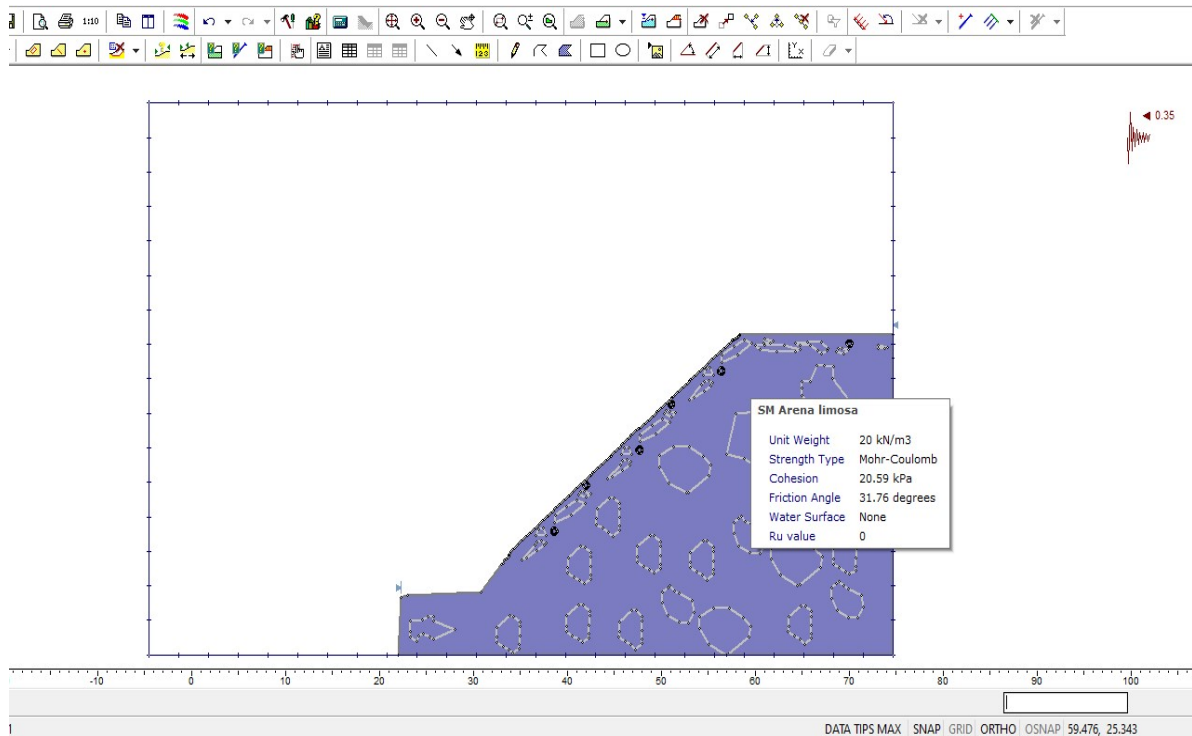 1:10
123
0.35
SM Arena limosa
Unit Weight 20 kN/m3
Strength Type Mohr-Coulomb
Cohesion 20.59 kPa
Friction Angle 31.76 degrees
Water Surface None
Ru value 0
-10 0 10 20 30 40 50 60 70 80 90 100
DATA TIPS MAX SNAP GRID ORTHO OSNAP 59.476, 25.343